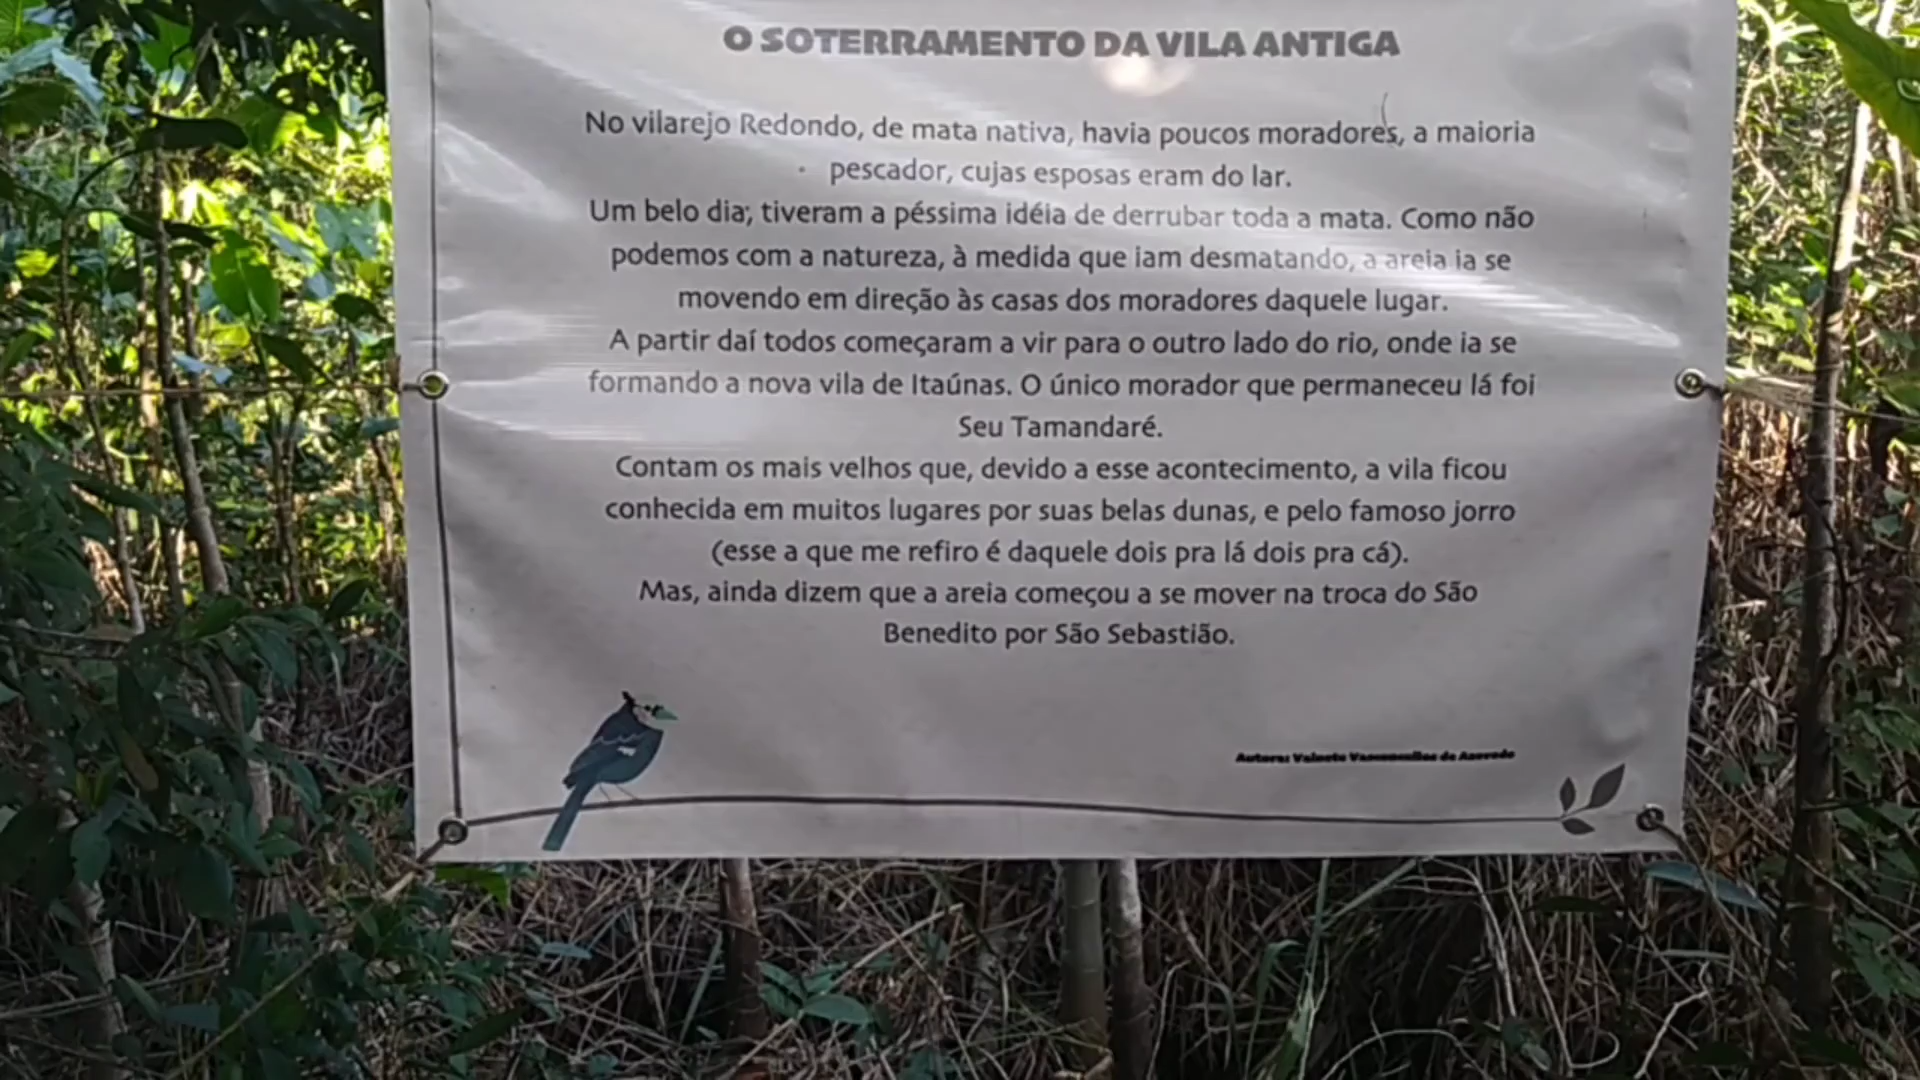 O SOTERRAMENTO DA VILA ANTIGA
No vilarejo Redondo, de mata nativa, havia poucos moradores, a maioria
pescador, cujas esposas eram do lar.
Um belo dia, tiveram a péssima idéia de derrubar toda a mata. Como não
podemos com a natureza, à medida que iam desmatando, a areia ia se
movendo em direção às casas dos moradores daquele lugar.
A partir daí todos começaram a vir para o outro lado do rio, onde ia se
formando a nova vila de Itaúnas. O único morador que permaneceu lá foi
Seu Tamandaré.
Contam os mais velhos que, devido a esse acontecimento, a vila ficou
conhecida em muitos lugares por suas belas dunas, e pelo famoso jorro
(esse a que me refiro é daquele dois pra lá dois pra cá).
Mas, ainda dizem que a areia começou a se mover na troca do São
Benedito por São Sebastião.
Autora: de Azevedo